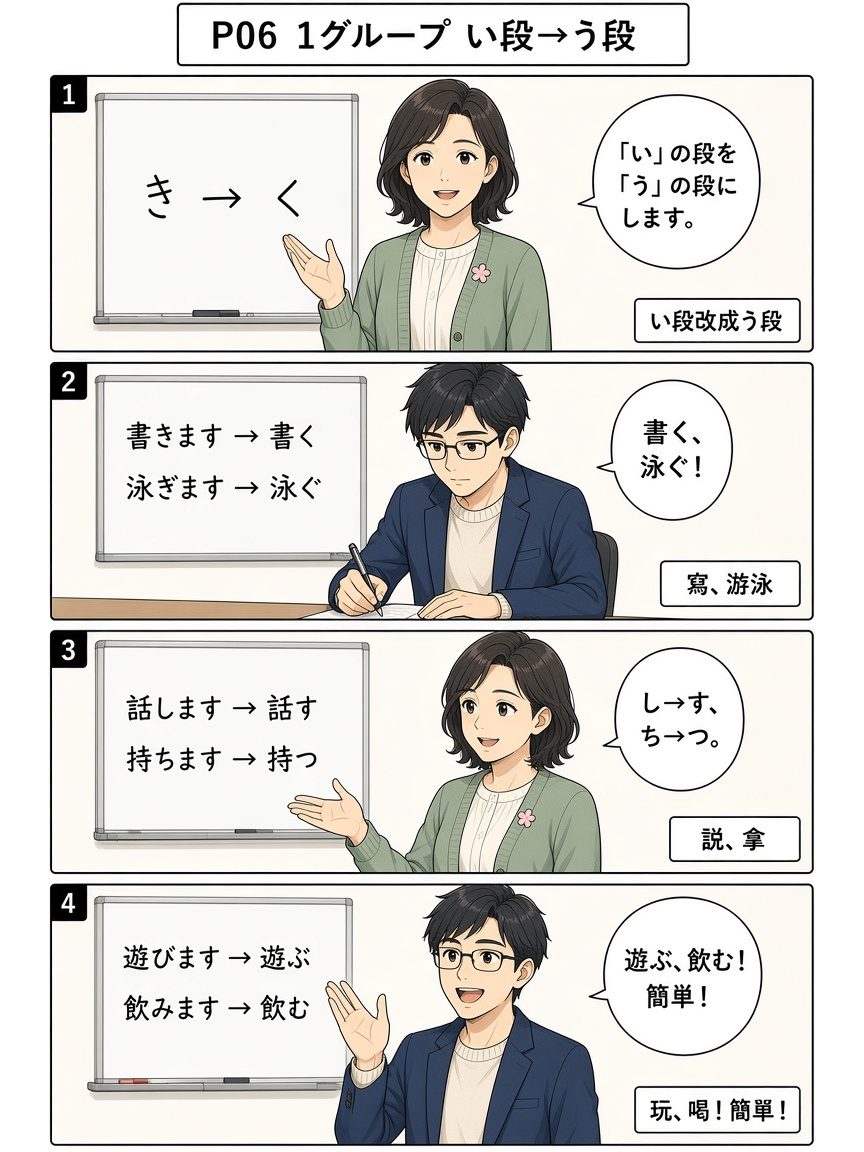 P06 1グループ い段→う段
1
き → く
「い」の段を
「う」の段に
します。
い段改成う段
2
書きます → 書く
泳ぎます → 泳ぐ
書く、
泳ぐ！
寫、游泳
3
話します → 話す
持ちます → 持つ
し→す、
ち→つ。
説、拿
4
遊びます → 遊ぶ
飲みます → 飲む
遊ぶ、飲む！
簡単！
玩、喝！簡單！